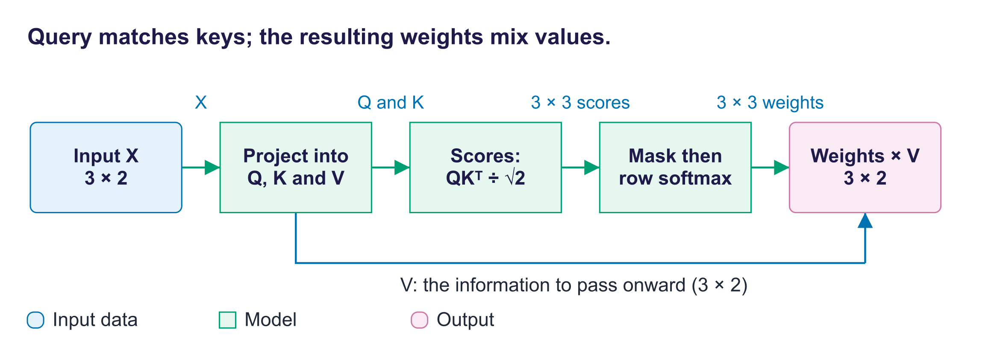 Query matches keys; the resulting weights mix values.
X
Q and K
3 × 3 scores
3 × 3 weights
Input X
3 × 2
Project into
Q, K and V
Scores:
QKᵀ ÷ √2
Mask then
row softmax
Weights × V
3 × 2
V: the information to pass onward (3 × 2)
Input data
Model
Output